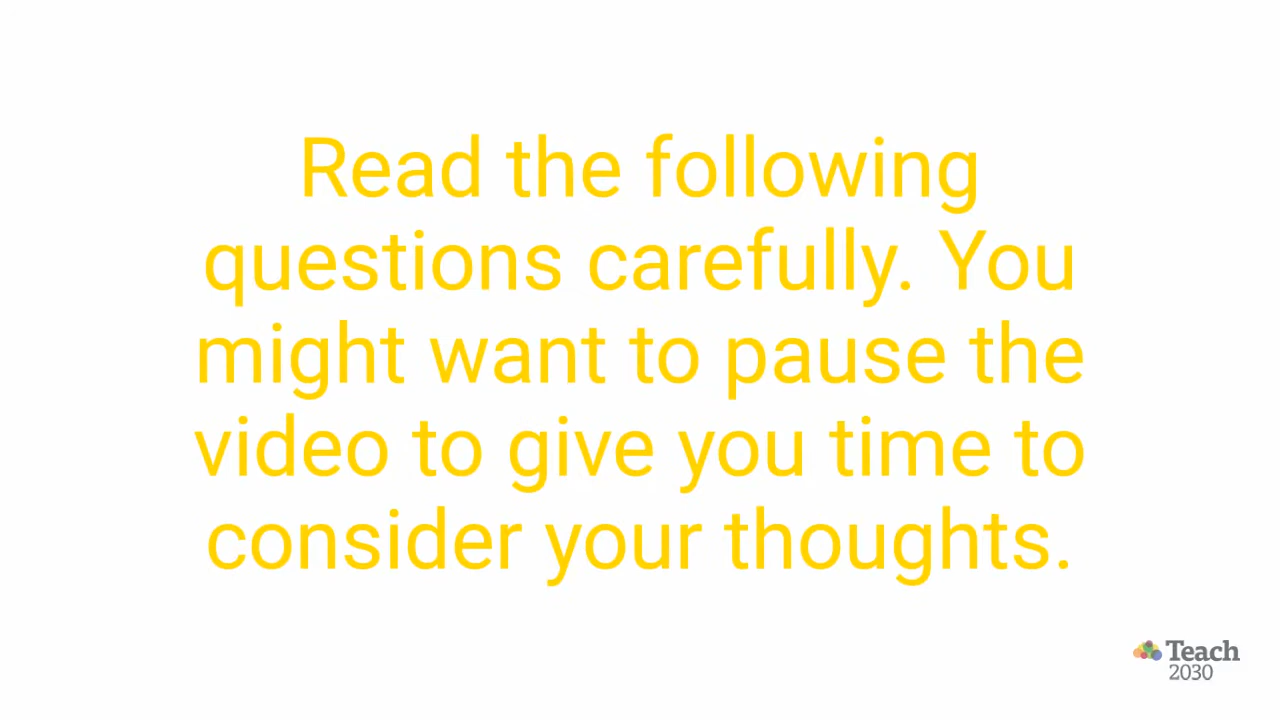 Read the following
questions carefully. You
might want to pause the
video to give you time to
consider your thoughts.
Teach
2030